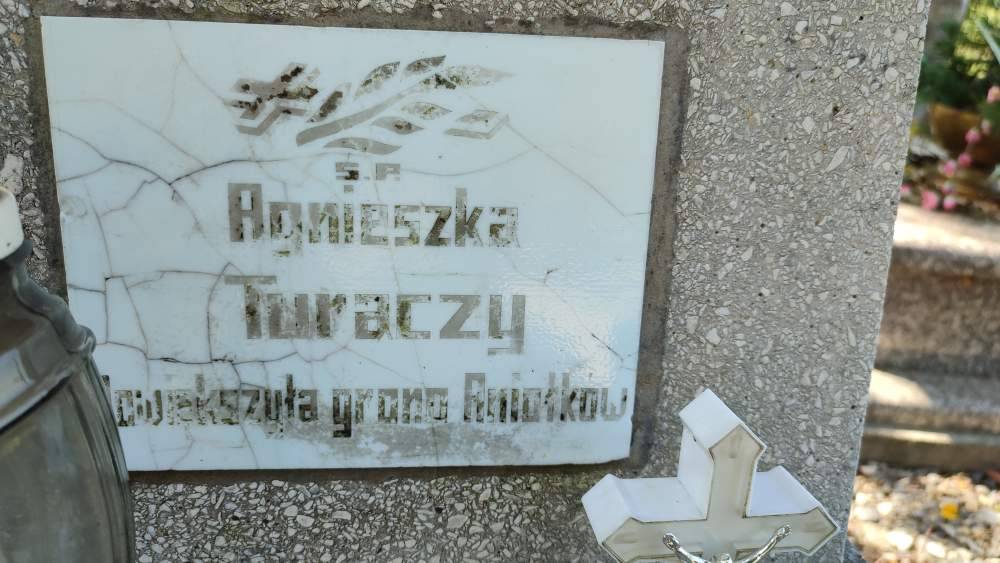 Ś.P.
Agnieszka
Turaczy
Powiększyła grono Aniołków